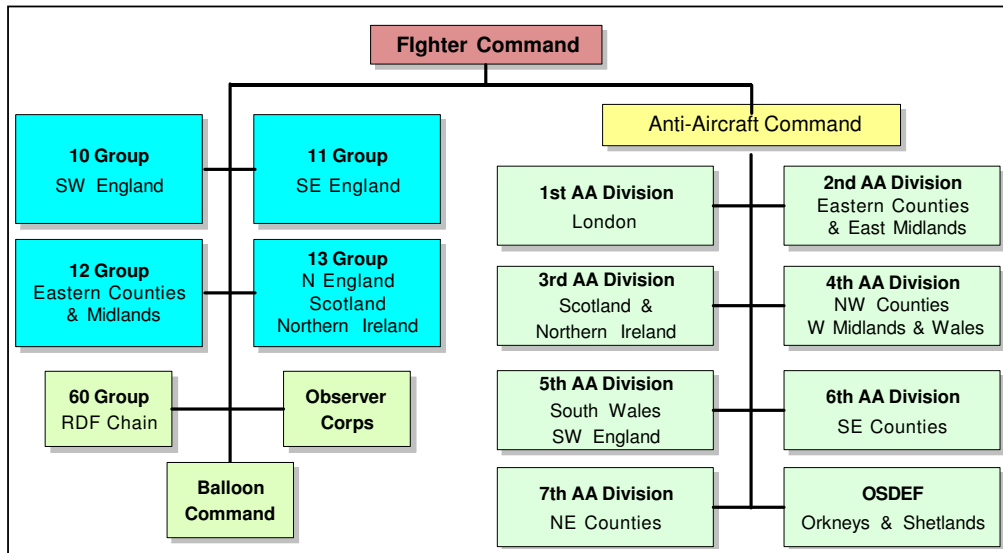 FIghter Command
Anti-Aircraft Command
10 Group
SW England
11 Group
SE England
12 Group
Eastern Counties
& Midlands
13 Group
N England
Scotland
Northern Ireland
60 Group
RDF Chain
Observer
Corps
Balloon
Command
1st AA Division
London
2nd AA Division
Eastern Counties
& East Midlands
3rd AA Division
Scotland &
Northern Ireland
4th AA Division
NW Counties
W Midlands & Wales
5th AA Division
South Wales
SW England
6th AA Division
SE Counties
7th AA Division
NE Counties
OSDEF
Orkneys & Shetlands